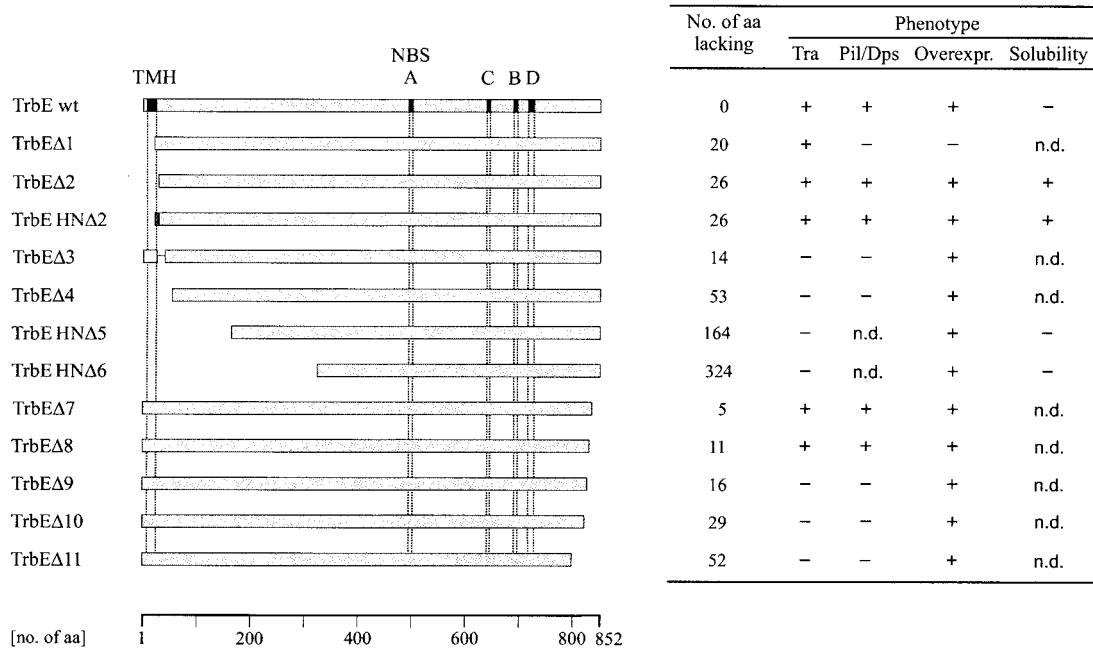 No. of aa lacking Phenotype
Tra Pil/Dps Overexpr. Solubility
NBS
TMH A C B D
TrbE wt 0 + + + −
TrbEΔ1 20 + − − n.d.
TrbEΔ2 26 + + + +
TrbE HNΔ2 26 + + + +
TrbEΔ3 14 − − + n.d.
TrbEΔ4 53 − − + n.d.
TrbE HNΔ5 164 − n.d. + −
TrbE HNΔ6 324 − n.d. + −
TrbEΔ7 5 + + + n.d.
TrbEΔ8 11 + + + n.d.
TrbEΔ9 16 − − + n.d.
TrbEΔ10 29 − − + n.d.
TrbEΔ11 52 − − + n.d.
[no. of aa] 1 200 400 600 800 852